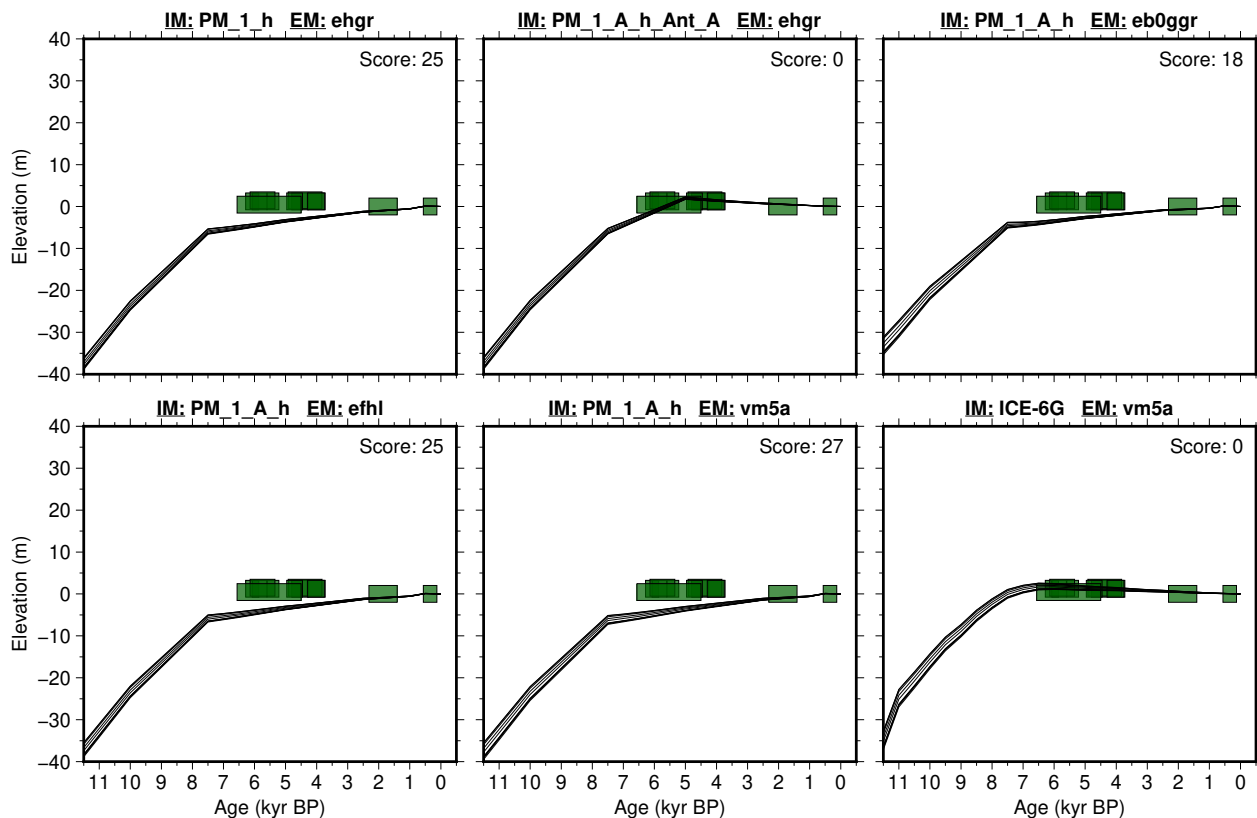 IM: PM_1_h EM: ehgr
IM: PM_1_A_h_Ant_A EM: ehgr
IM: PM_1_A_h EM: eb0ggr
40
30
20
10
0
−10
−20
−30
−40
Elevation (m)
Score: 25
Score: 0
Score: 18
IM: PM_1_A_h EM: efhl
IM: PM_1_A_h EM: vm5a
IM: ICE-6G EM: vm5a
40
30
20
10
0
−10
−20
−30
−40
Elevation (m)
Score: 25
Score: 27
Score: 0
11 10 9 8 7 6 5 4 3 2 1 0
11 10 9 8 7 6 5 4 3 2 1 0
11 10 9 8 7 6 5 4 3 2 1 0
Age (kyr BP)
Age (kyr BP)
Age (kyr BP)